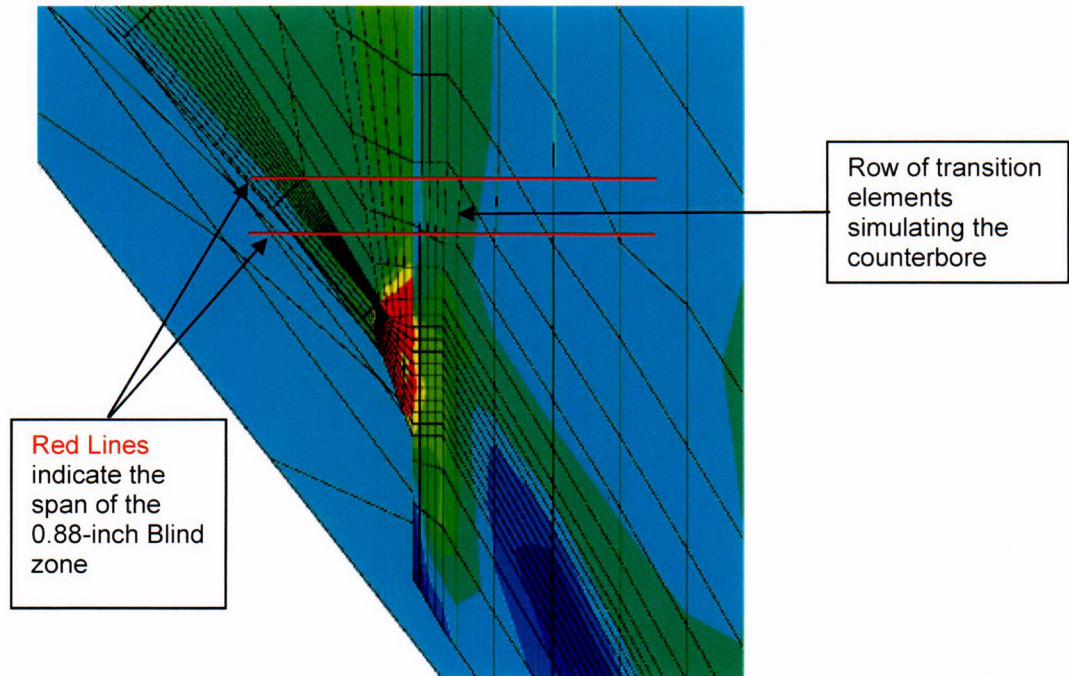 Row of transition
elements
simulating the
counterbore
Red Lines
indicate the
span of the
0.88-inch Blind
zone